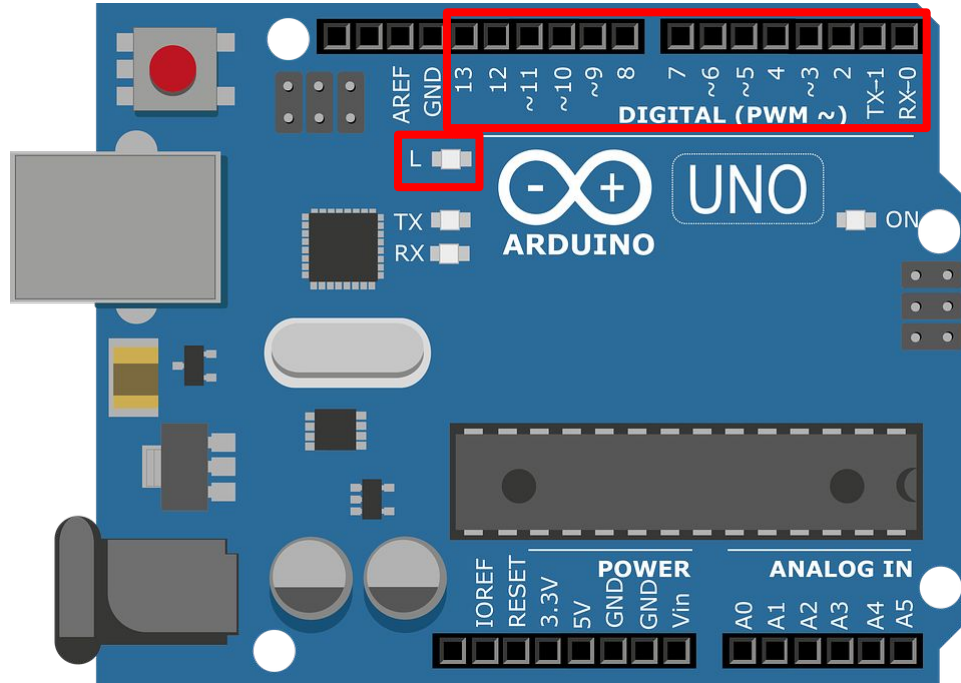 AREF
GND
13
12
~11
~10
~9
8
7
~6
~5
4
~3
2
TX→1
RX→0
DIGITAL (PWM ~)
L
- +
UNO
TX
RX
ARDUINO
ON
POWER
ANALOG IN
IOREF
RESET
3.3V
5V
GND
GND
Vin
A0
A1
A2
A3
A4
A5